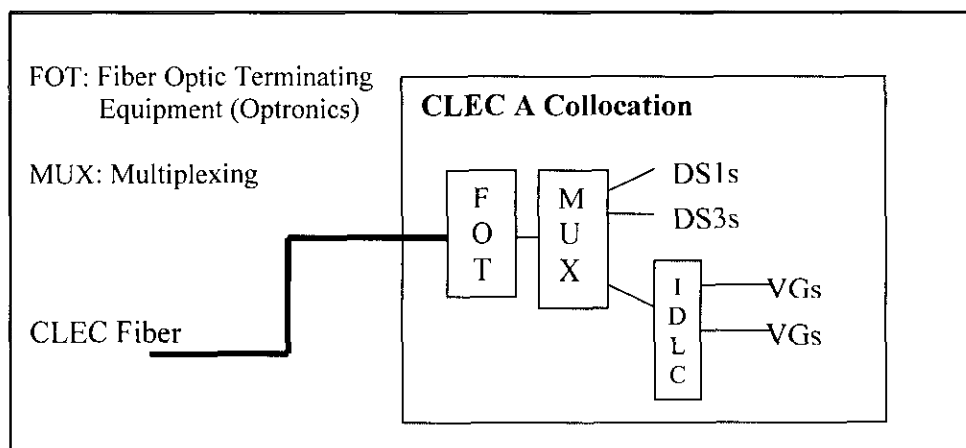 FOT: Fiber Optic Terminating
Equipment (Optronics)
MUX: Multiplexing
CLEC Fiber
CLEC A Collocation
F
O
T
M
U
X
DS1s
DS3s
I
D
L
C
VGs
VGs